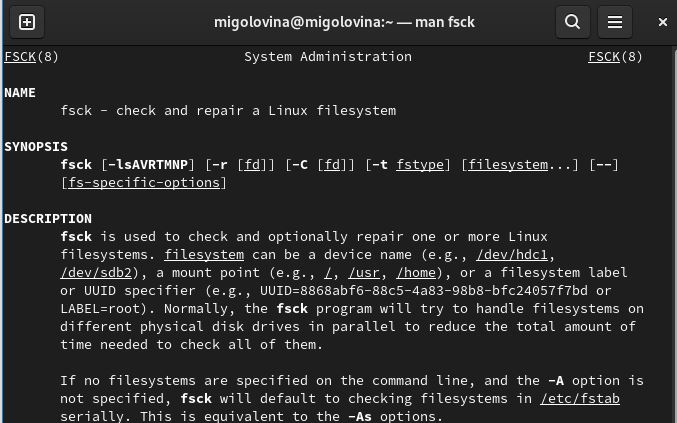 migolovina@migolovina:~ — man fsck
FSCK(8) System Administration FSCK(8)
NAME
fsck - check and repair a Linux filesystem
SYNOPSIS
fsck [-lsAVRTMNP] [-r [fd]] [-C [fd]] [-t fstype] [filesystem...] [--]
[fs-specific-options]
DESCRIPTION
fsck is used to check and optionally repair one or more Linux
filesystems. filesystem can be a device name (e.g., /dev/hdc1,
/dev/sdb2), a mount point (e.g., /, /usr, /home), or a filesystem label
or UUID specifier (e.g., UUID=8868abf6-88c5-4a83-98b8-bfc24057f7bd or
LABEL=root). Normally, the fsck program will try to handle filesystems on
different physical disk drives in parallel to reduce the total amount of
time needed to check all of them.
If no filesystems are specified on the command line, and the -A option is
not specified, fsck will default to checking filesystems in /etc/fstab
serially. This is equivalent to the -As options.